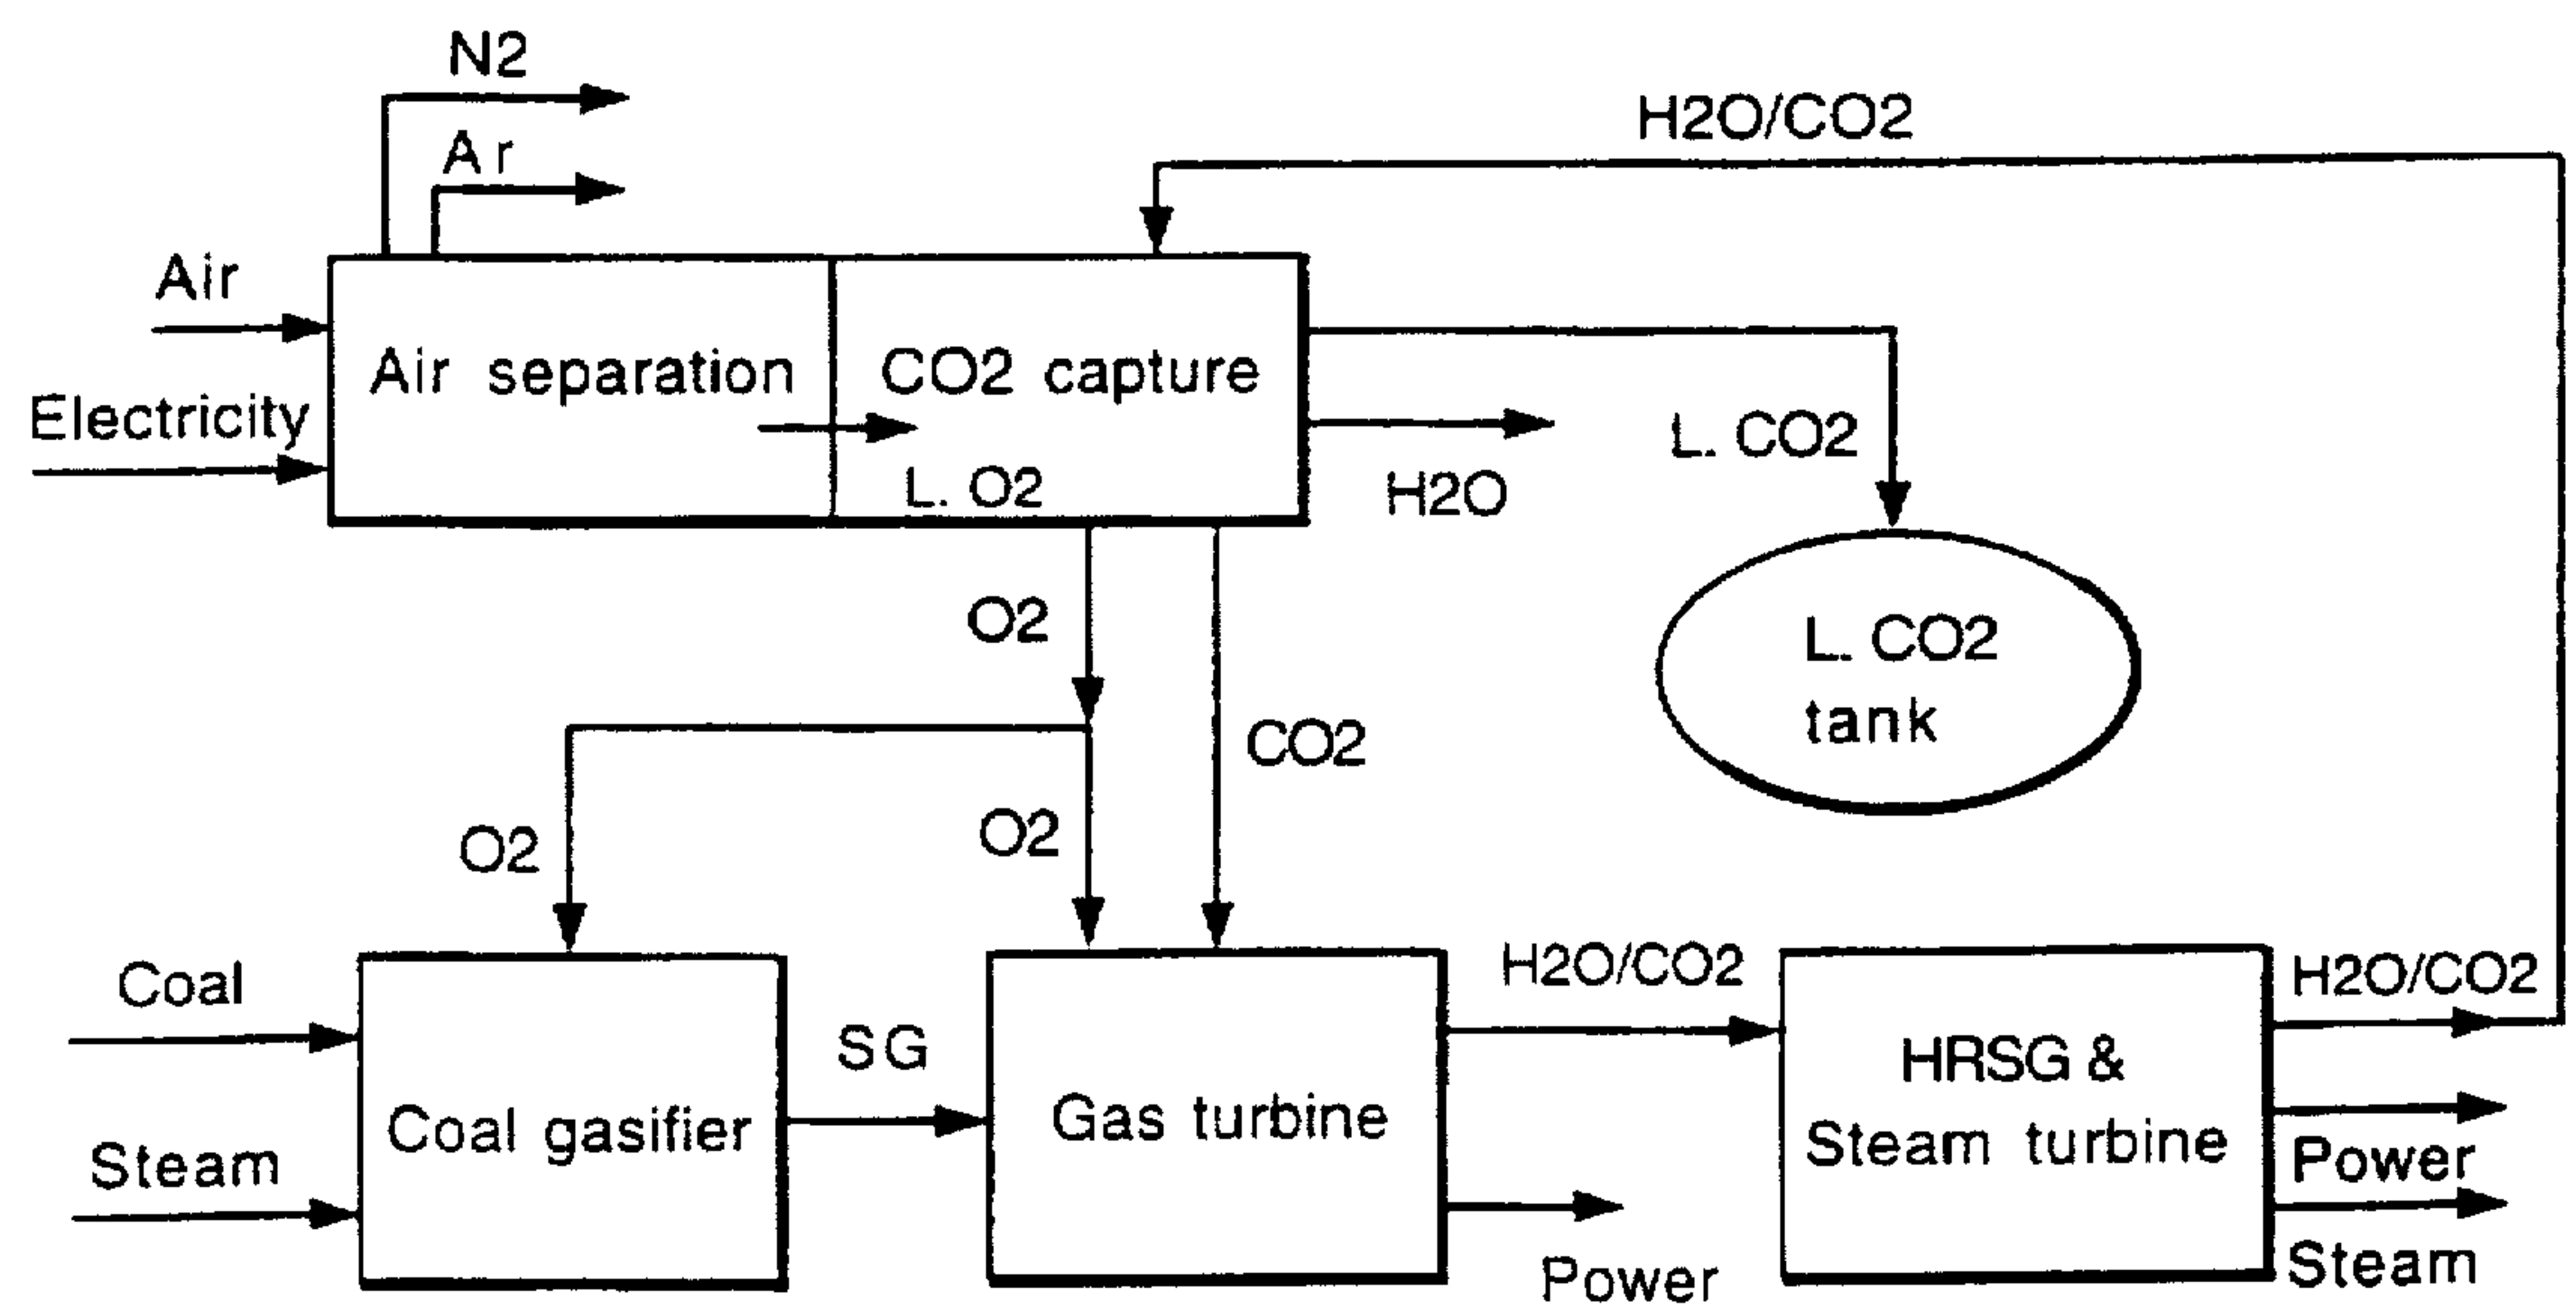 N2
Ar
H2O/CO2
Air
Air separation
CO2 capture
Electricity
L. O2
H2O
L. CO2
O2
L. CO2
tank
CO2
O2
O2
Coal
SG
H2O/CO2
H2O/CO2
Coal gasifier
Gas turbine
HRSG &
Steam turbine
Steam
Power
Power
Steam